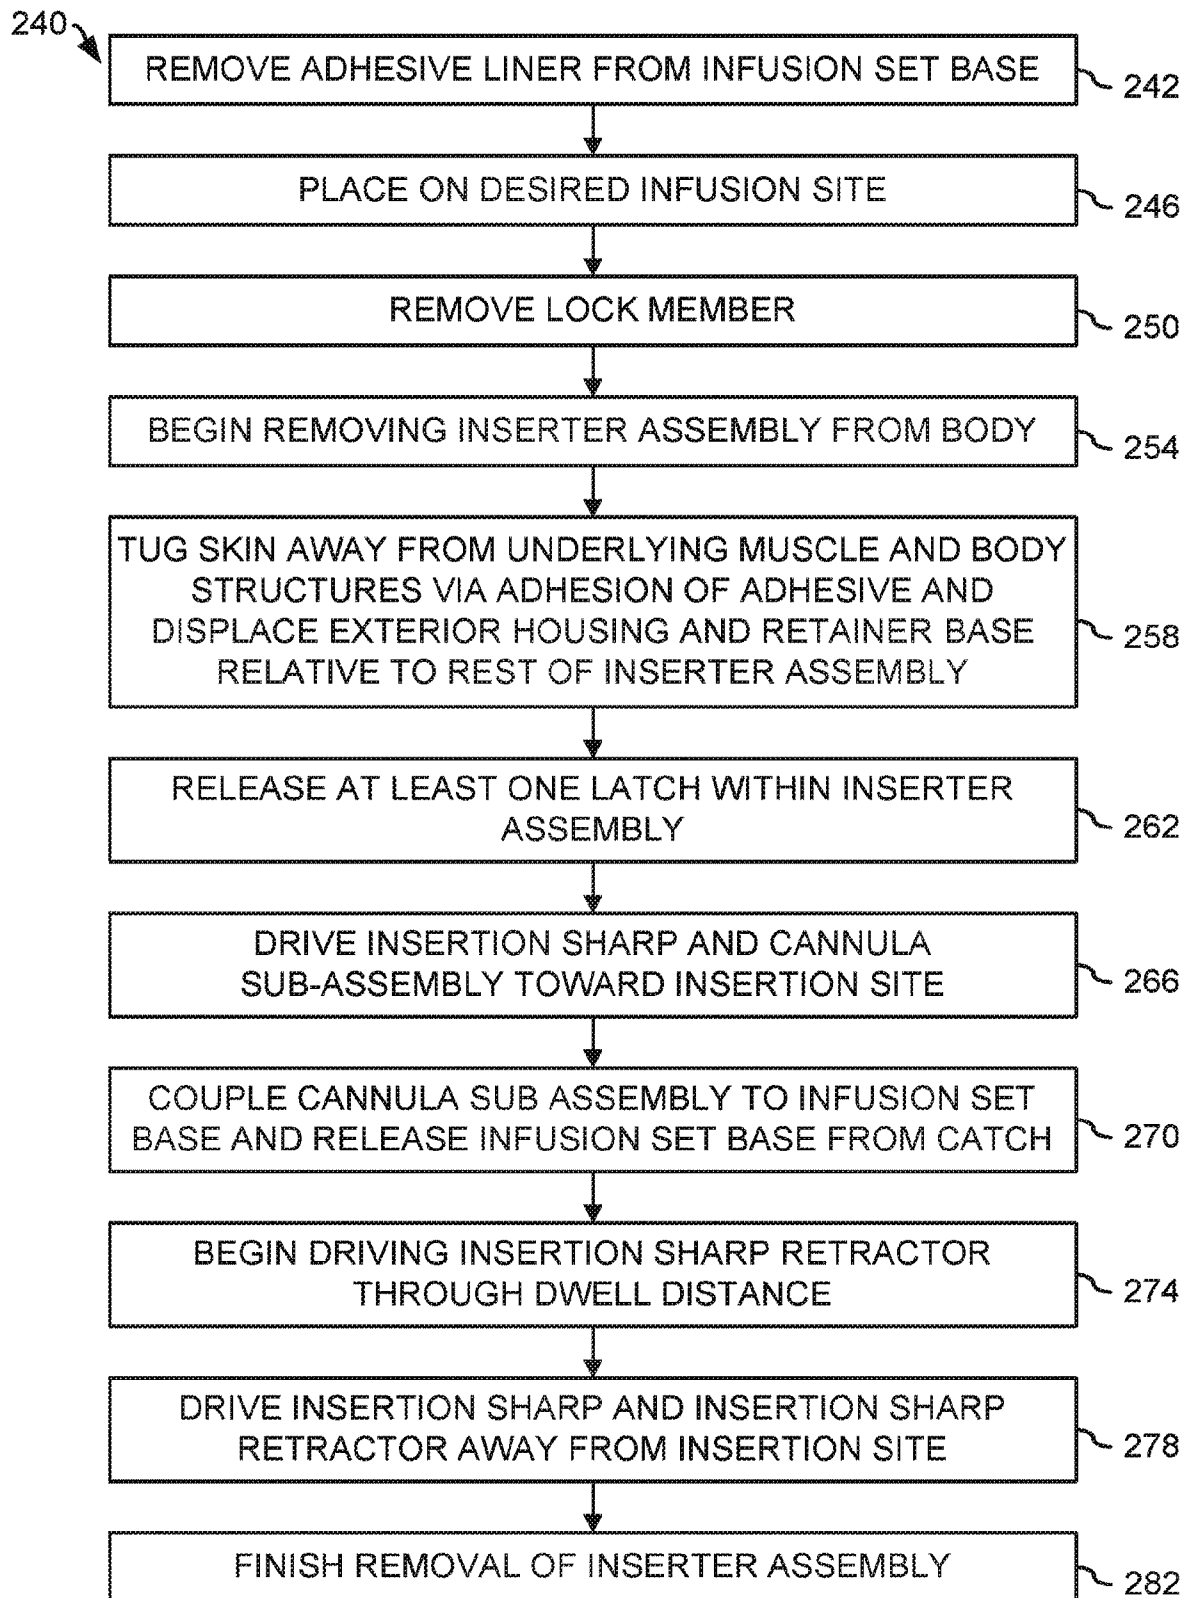 240
REMOVE ADHESIVE LINER FROM INFUSION SET BASE
242
PLACE ON DESIRED INFUSION SITE
246
REMOVE LOCK MEMBER
250
BEGIN REMOVING INSERTER ASSEMBLY FROM BODY
254
TUG SKIN AWAY FROM UNDERLYING MUSCLE AND BODY
STRUCTURES VIA ADHESION OF ADHESIVE AND
DISPLACE EXTERIOR HOUSING AND RETAINER BASE
RELATIVE TO REST OF INSERTER ASSEMBLY
258
RELEASE AT LEAST ONE LATCH WITHIN INSERTER
ASSEMBLY
262
DRIVE INSERTION SHARP AND CANNULA
SUB-ASSEMBLY TOWARD INSERTION SITE
266
COUPLE CANNULA SUB ASSEMBLY TO INFUSION SET
BASE AND RELEASE INFUSION SET BASE FROM CATCH
270
BEGIN DRIVING INSERTION SHARP RETRACTOR
THROUGH DWELL DISTANCE
274
DRIVE INSERTION SHARP AND INSERTION SHARP
RETRACTOR AWAY FROM INSERTION SITE
278
FINISH REMOVAL OF INSERTER ASSEMBLY
282